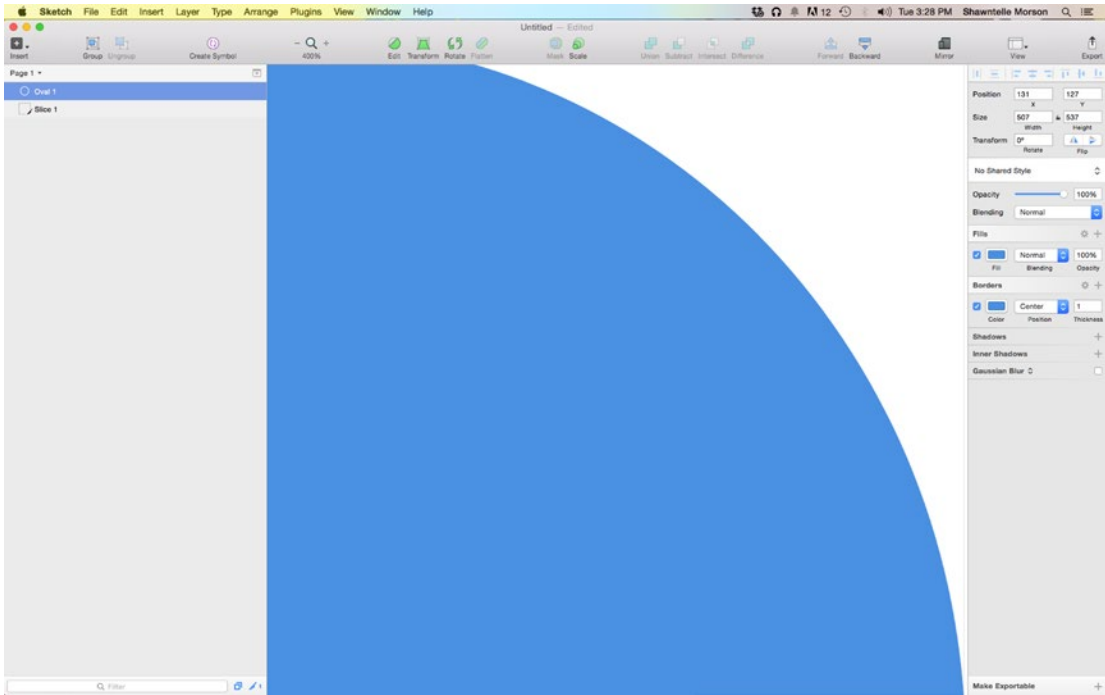 Sketch File Edit Insert Layer Type Arrange Plugins View Window Help 12 Tue 3:28 PM Shawntelle Morson
Untitled — Edited
Insert Group Ungroup Create Symbol 400% Edit Transform Rotate Flatten Mask Scale Union Subtract Intersect Difference Forward Backward Mirror View Export
Page 1
Oval 1
Slice 1
Position 131 127
X Y
Size 507 537
Width Height
Transform 0°
Rotate Flip
No Shared Style
Opacity 100%
Blending Normal
Fills
Normal 100%
Fill Blending Opacity
Borders
Center 1
Color Position Thickness
Shadows
Inner Shadows
Gaussian Blur
Filter 1
Make Exportable